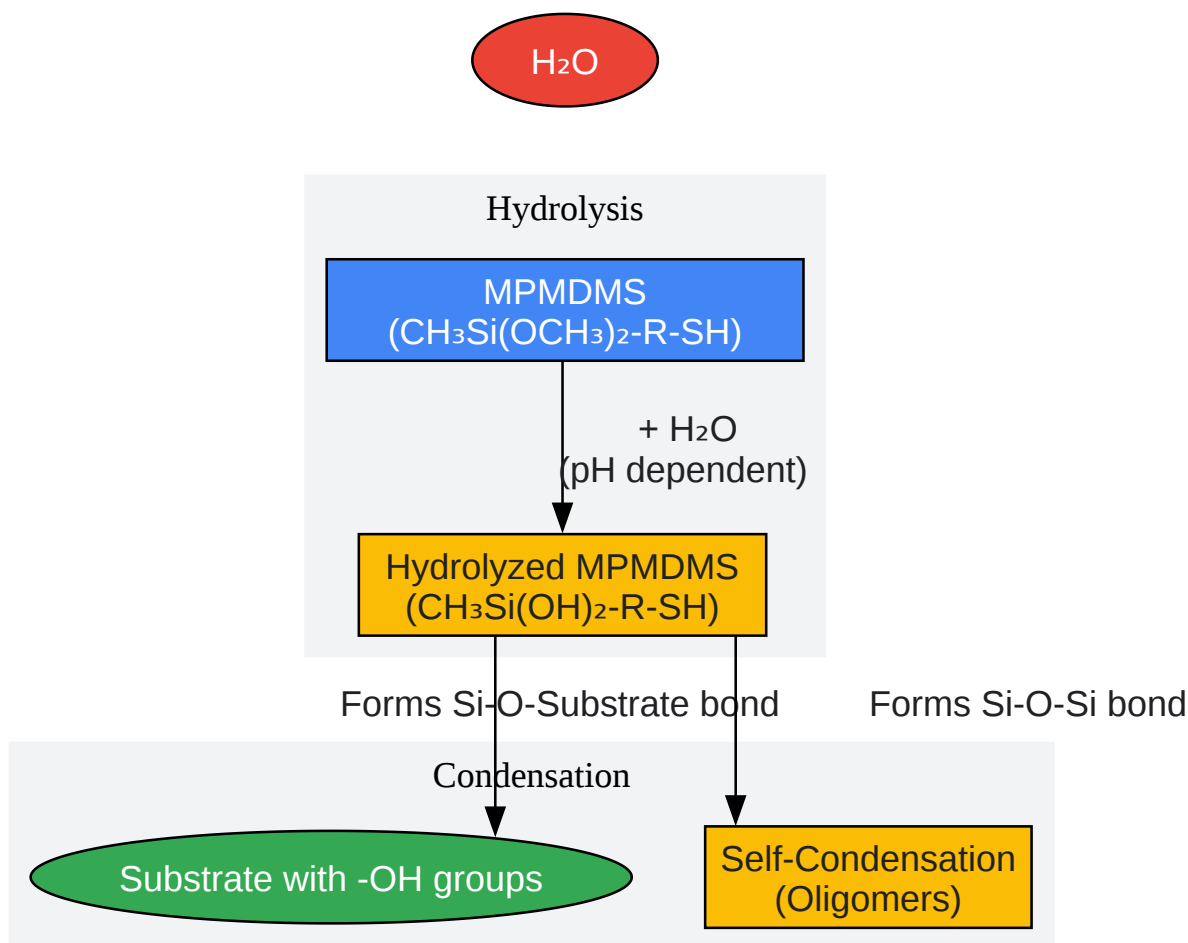 H₂O
Hydrolysis
MPMDMS
(CH₃Si(OCH₃)₂-R-SH)
+ H₂O
(pH dependent)
Hydrolyzed MPMDMS
(CH₃Si(OH)₂-R-SH)
Forms Si-O-Substrate bond
Forms Si-O-Si bond
Condensation
Substrate with -OH groups
Self-Condensation
(Oligomers)